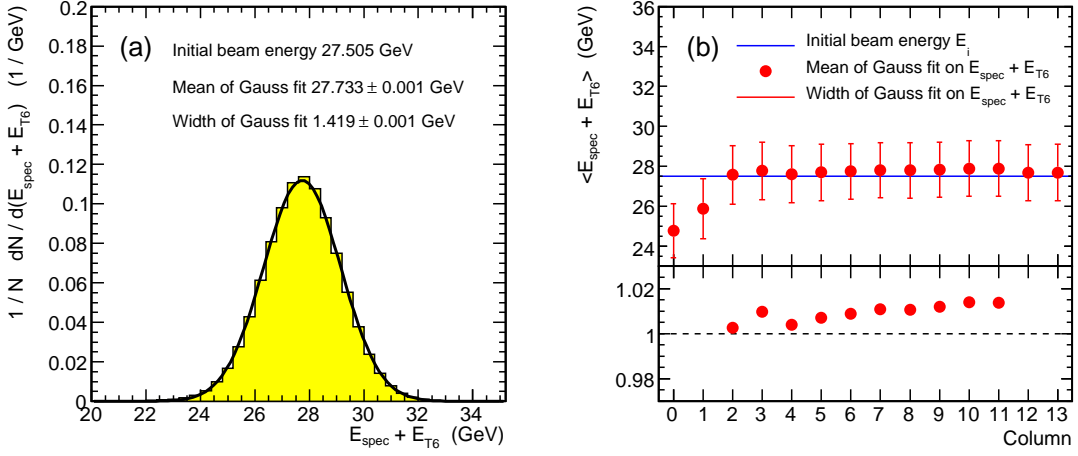 (a)
Initial beam energy 27.505 GeV
Mean of Gauss fit 27.733 ± 0.001 GeV
Width of Gauss fit 1.419 ± 0.001 GeV
1 / N dN / d(E_spec + E_T6) (1 / GeV)
0.2
0.18
0.16
0.14
0.12
0.1
0.08
0.06
0.04
0.02
0
20 22 24 26 28 30 32 34
E_spec + E_T6 (GeV)
(b)
Initial beam energy E_i
Mean of Gauss fit on E_spec + E_T6
Width of Gauss fit on E_spec + E_T6
<E_spec + E_T6> (GeV)
36
34
32
30
28
26
24
1.02
1
0.98
0 1 2 3 4 5 6 7 8 9 10 11 12 13
Column